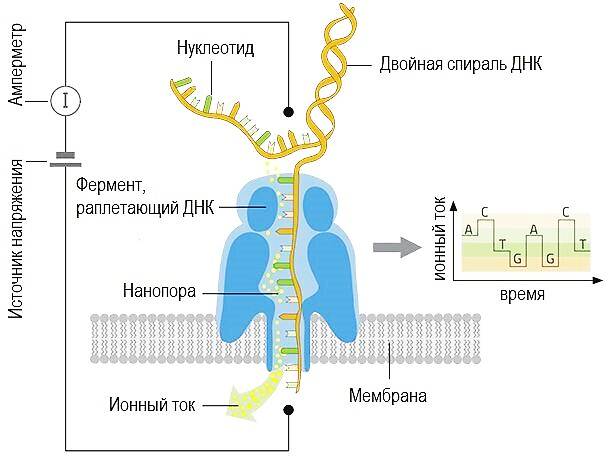 Нуклеотид
Двойная спираль ДНК
Амперметр
I
Источник напряжения
Фермент,
раплетающий ДНК
Нанопора
Ионный ток
Мембрана
ионный ток
A C T G A G C T
время